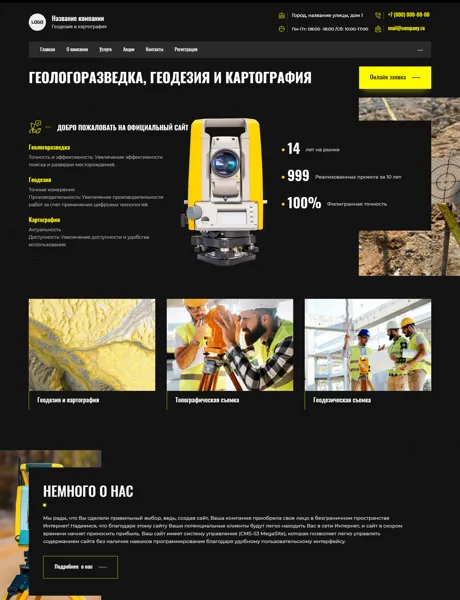 LOGO
Название компании
Геодезия и картография
Город, название улицы, дом 1
+7 (000) 000-00-00
Пн-Пт: 08:00 -18:00 /Сб: 10:00-17:00
mail@company.ru
Главная О компании Услуги Акции Контакты Регистрация ...
ГЕОЛОГОРАЗВЕДКА, ГЕОДЕЗИЯ И КАРТОГРАФИЯ
Онлайн заявка
ДОБРО ПОЖАЛОВАТЬ НА ОФИЦИАЛЬНЫЙ САЙТ
Геологоразведка
Точность и эффективность: Увеличение эффективности
поиска и разведки месторождений.
Геодезия
Точные измерения
Производительность: Увеличение производительности
работ за счет применения цифровых технологий.
Картография
Актуальность
Доступность: Увеличение доступности и удобства
использования
14 лет на рынке
999 Реализованных проекта за 10 лет
100% Филигранная точность
Геодезия и картография
Топографическая съемка
Геодезическая съемка
НЕМНОГО О НАС
Мы рады, что Вы сделали правильный выбор, ведь, создав сайт, Ваша компания приобрела свое лицо в безграничном пространстве
Интернет! Надеемся, что благодаря этому сайту Ваши потенциальные клиенты будут легко находить Вас в сети Интернет, и сайт в скором
времени начнет приносить прибыль. Ваш сайт имеет систему управления (CMS-S3 MegaSite), которая позволяет легко управлять
содержанием сайта без наличия навыков программирования благодаря удобному пользовательскому интерфейсу.
Подробнее о нас